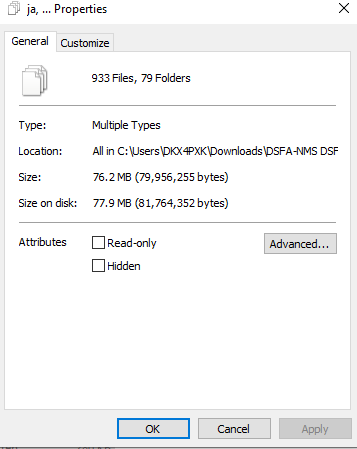 ja, ... Properties
General
Customize
933 Files, 79 Folders
Type: Multiple Types
Location: All in C:\Users\DKX4PXK\Downloads\DSFA-NMS DSF
Size: 76.2 MB (79,956,255 bytes)
Size on disk: 77.9 MB (81,764,352 bytes)
Attributes
Read-only
Advanced...
Hidden
OK
Cancel
Apply